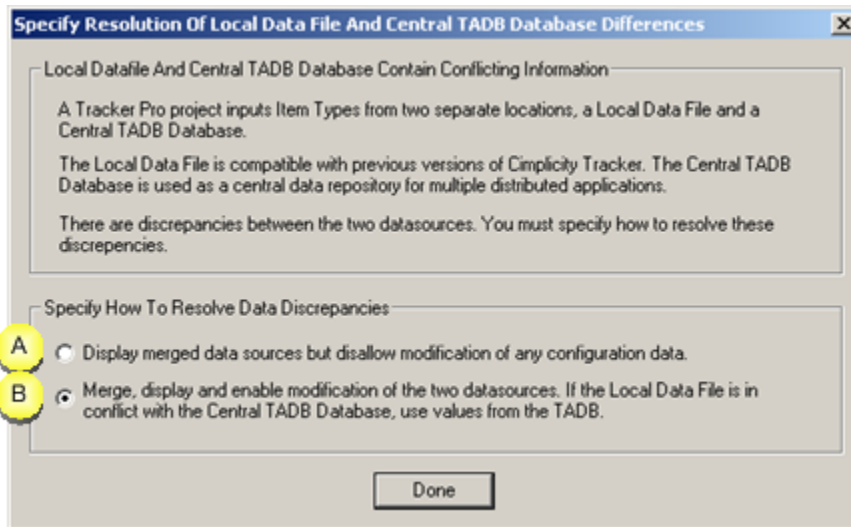 Specify Resolution Of Local Data File And Central TADB Database Differences
Local Datafile And Central TADB Database Contain Conflicting Information
A Tracker Pro project inputs Item Types from two separate locations, a Local Data File and a
Central TADB Database.
The Local Data File is compatible with previous versions of Cimplicity Tracker. The Central TADB
Database is used as a central data repository for multiple distributed applications.
There are discrepancies between the two datasources. You must specify how to resolve these
discrepencies.
Specify How To Resolve Data Discrepancies
A
Display merged data sources but disallow modification of any configuration data.
B
Merge, display and enable modification of the two datasources. If the Local Data File is in
conflict with the Central TADB Database, use values from the TADB.
Done